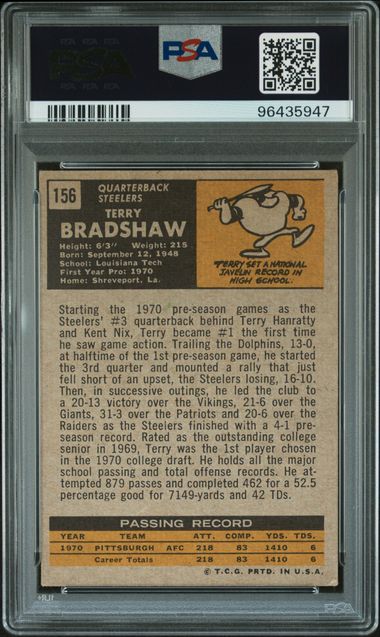 PSA
PSA
96435947
156
QUARTERBACK
STEELERS
TERRY
BRADSHAW
Height: 6'3" Weight: 215
Born: September 12, 1948
School: Louisiana Tech
First Year Pro: 1970
Home: Shreveport, La.
TERRY SET A NATIONAL
JAVELIN RECORD IN
HIGH SCHOOL.
Starting the 1970 pre-season games as the
Steelers' #3 quarterback behind Terry Hanratty
and Kent Nix, Terry became #1 the first time
he saw game action. Trailing the Dolphins, 13-0,
at halftime of the 1st pre-season game, he started
the 3rd quarter and mounted a rally that just
fell short of an upset, the Steelers losing, 16-10.
Then, in successive outings, he led the club to
a 20-13 victory over the Vikings, 21-6 over the
Giants, 31-3 over the Patriots and 20-6 over the
Raiders as the Steelers finished with a 4-1 pre-
season record. Rated as the outstanding college
senior in 1969, Terry was the 1st player chosen
in the 1970 college draft. He holds all the major
school passing and total offense records. He at-
tempted 879 passes and completed 462 for a 52.5
percentage good for 7149-yards and 42 TDs.
PASSING RECORD
YEAR TEAM ATT. COMP. YDS. TDS.
1970 PITTSBURGH AFC 218 83 1410 6
Career Totals 218 83 1410 6
© T.C.G. PRTD. IN U.S.A.